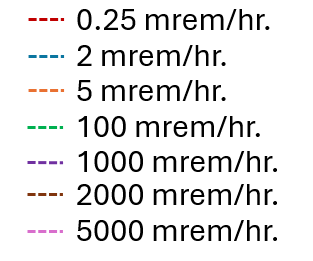 0.25 mrem/hr.
2 mrem/hr.
5 mrem/hr.
100 mrem/hr.
1000 mrem/hr.
2000 mrem/hr.
5000 mrem/hr.